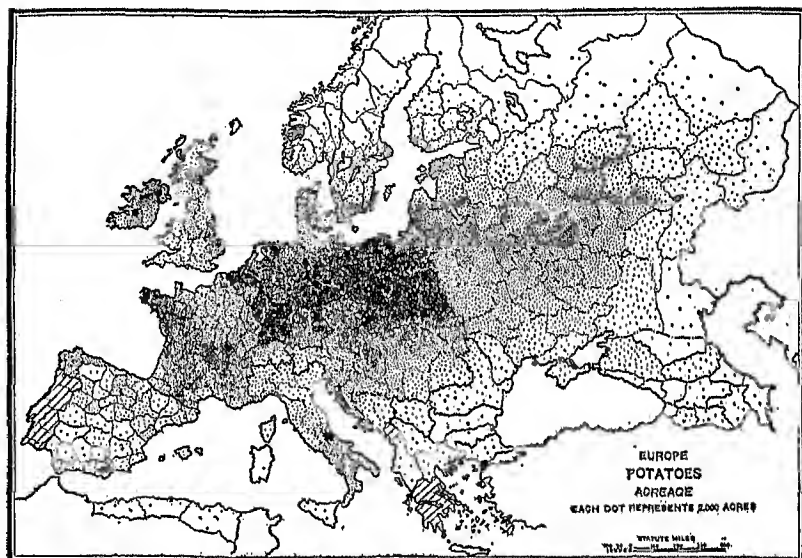 EUROPE
POTATOES
ACREAGE
EACH DOT REPRESENTS 2,000 ACRES
STATUTE MILES